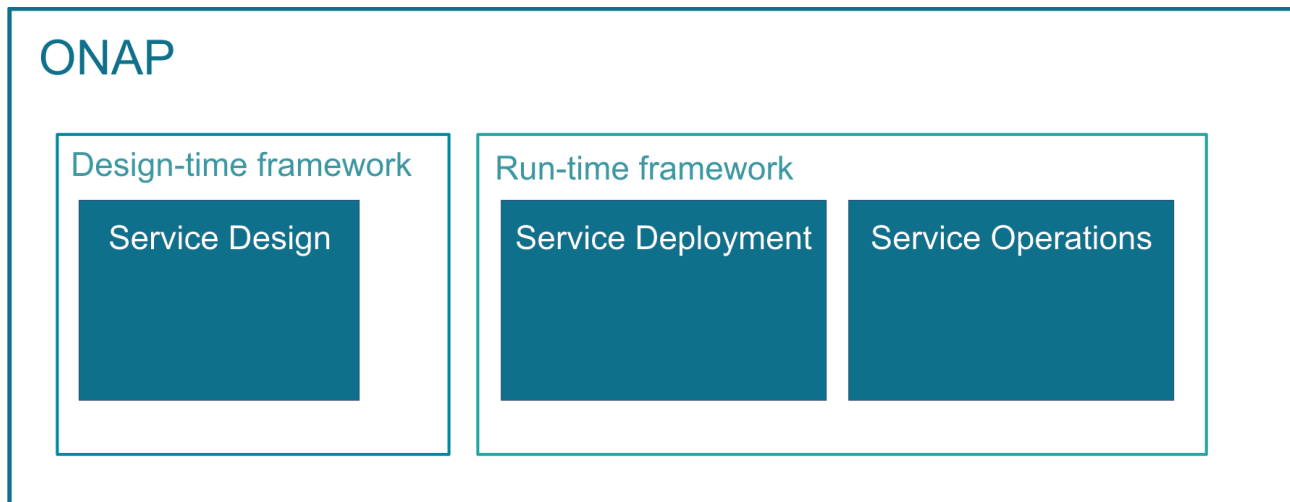 ONAP
Design-time framework
Service Design
Run-time framework
Service Deployment
Service Operations